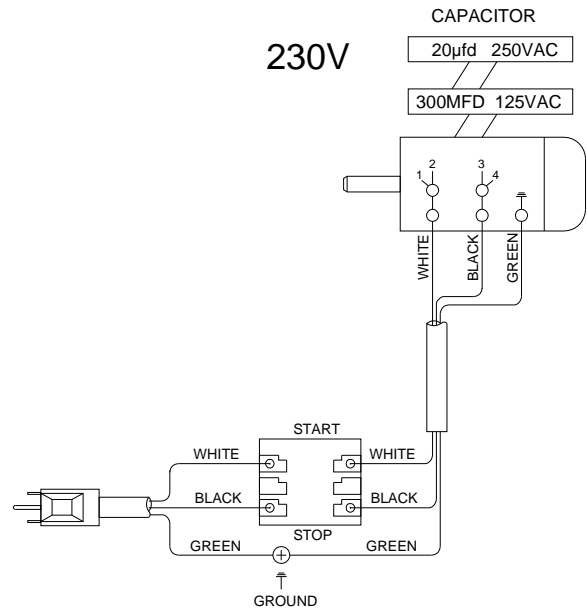 CAPACITOR
230V
20µfd 250VAC
300MFD 125VAC
2
3
1
4
WHITE
BLACK
GREEN
START
WHITE
WHITE
BLACK
BLACK
STOP
GREEN
GREEN
GROUND